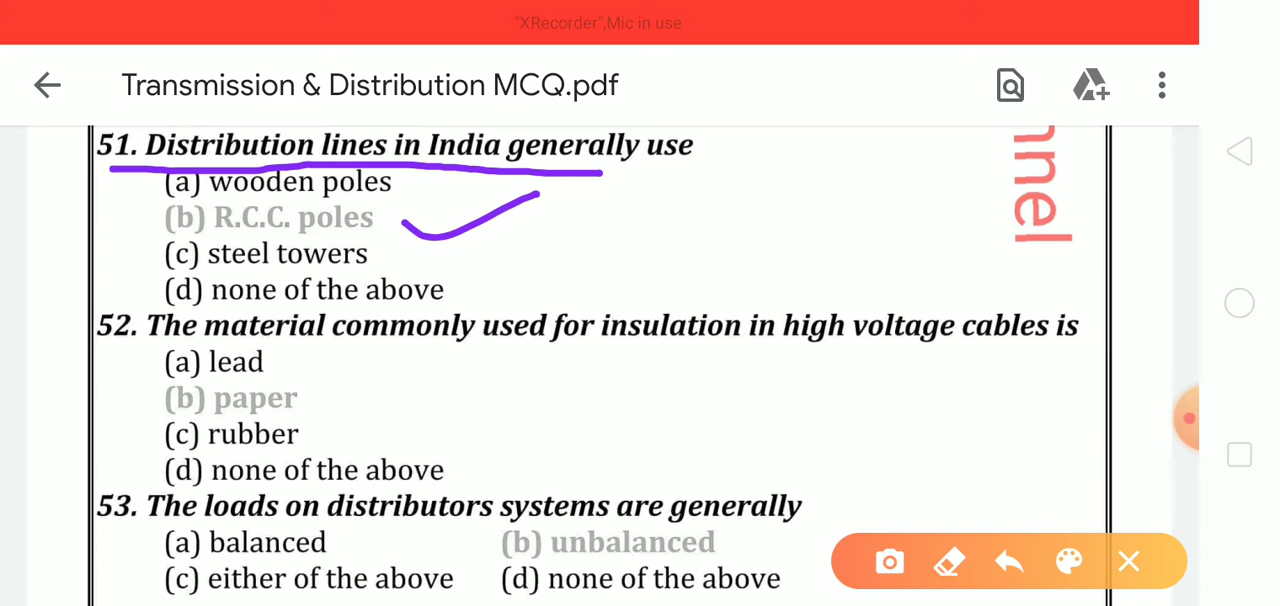 "XRecorder",Mic in use
Transmission & Distribution MCQ.pdf
51. Distribution lines in India generally use
(a) wooden poles
(b) R.C.C. poles
(c) steel towers
(d) none of the above
52. The material commonly used for insulation in high voltage cables is
(a) lead
(b) paper
(c) rubber
(d) none of the above
53. The loads on distributors systems are generally
(a) balanced (b) unbalanced
(c) either of the above (d) none of the above
nnel